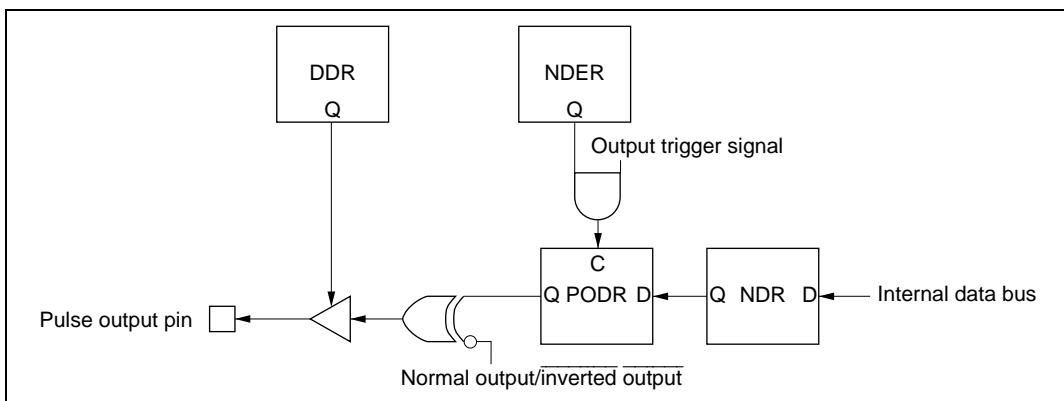 DDR
Q
NDER
Q
Output trigger signal
C
Q PODR D
Q NDR D
Internal data bus
Pulse output pin
Normal output/inverted output